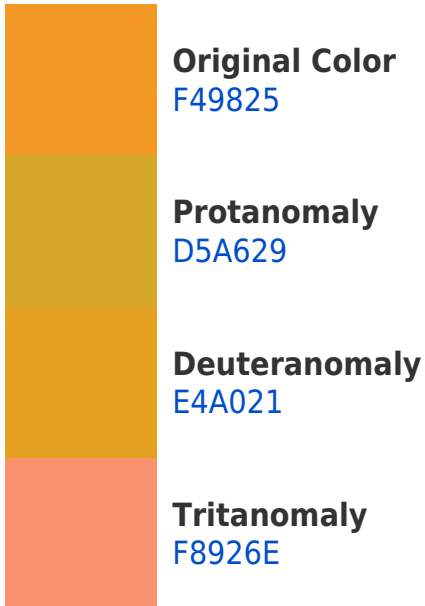 Original Color
F49825
Protanomaly
D5A629
Deuteranomaly
E4A021
Tritanomaly
F8926E